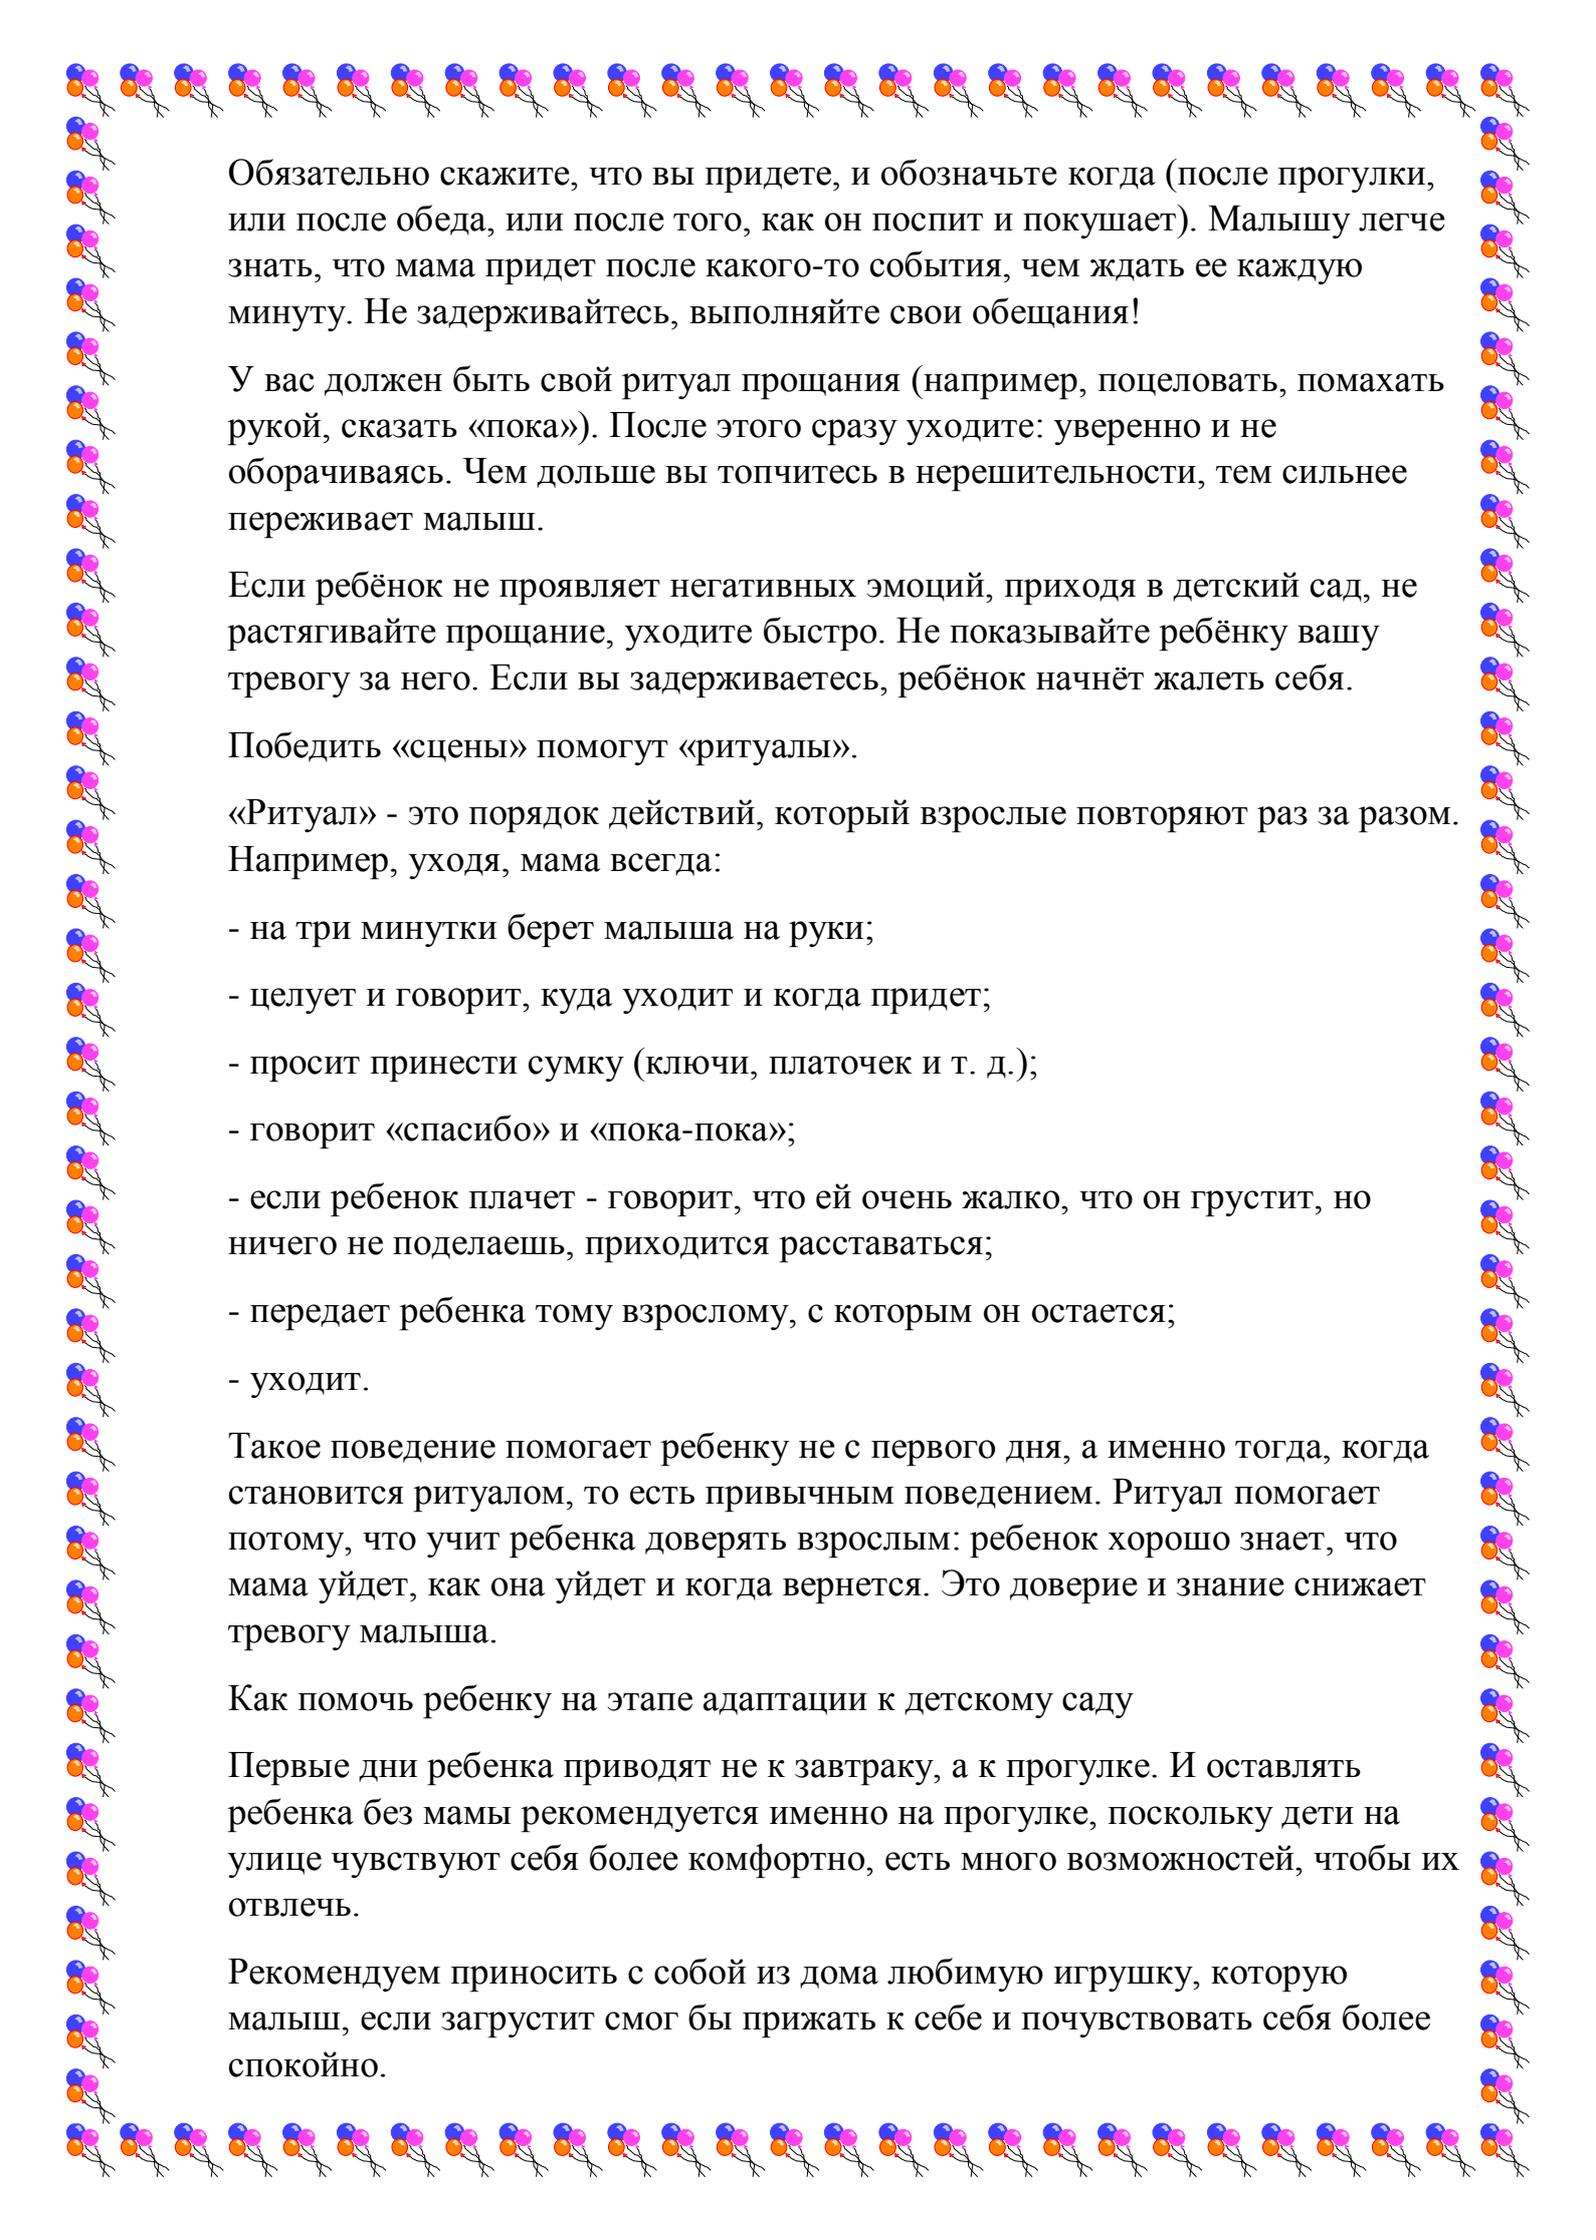 Обязательно скажите, что вы придете, и обозначьте когда (после прогулки,
или после обеда, или после того, как он поспит и покушает). Малышу легче
знать, что мама придет после какого-то события, чем ждать ее каждую
минуту. Не задерживайтесь, выполняйте свои обещания!
У вас должен быть свой ритуал прощания (например, поцеловать, помахать
рукой, сказать «пока»). После этого сразу уходите: уверенно и не
оборачиваясь. Чем дольше вы топчитесь в нерешительности, тем сильнее
переживает малыш.
Если ребёнок не проявляет негативных эмоций, приходя в детский сад, не
растягивайте прощание, уходите быстро. Не показывайте ребёнку вашу
тревогу за него. Если вы задерживаетесь, ребёнок начнёт жалеть себя.
Победить «сцены» помогут «ритуалы».
«Ритуал» - это порядок действий, который взрослые повторяют раз за разом.
Например, уходя, мама всегда:
- на три минутки берет малыша на руки;
- целует и говорит, куда уходит и когда придет;
- просит принести сумку (ключи, платочек и т. д.);
- говорит «спасибо» и «пока-пока»;
- если ребенок плачет - говорит, что ей очень жалко, что он грустит, но
ничего не поделаешь, приходится расставаться;
- передает ребенка тому взрослому, с которым он остается;
- уходит.
Такое поведение помогает ребенку не с первого дня, а именно тогда, когда
становится ритуалом, то есть привычным поведением. Ритуал помогает
потому, что учит ребенка доверять взрослым: ребенок хорошо знает, что
мама уйдет, как она уйдет и когда вернется. Это доверие и знание снижает
тревогу малыша.
Как помочь ребенку на этапе адаптации к детскому саду
Первые дни ребенка приводят не к завтраку, а к прогулке. И оставлять
ребенка без мамы рекомендуется именно на прогулке, поскольку дети на
улице чувствуют себя более комфортно, есть много возможностей, чтобы их
отвлечь.
Рекомендуем приносить с собой из дома любимую игрушку, которую
малыш, если загрустит смог бы прижать к себе и почувствовать себя более
спокойно.